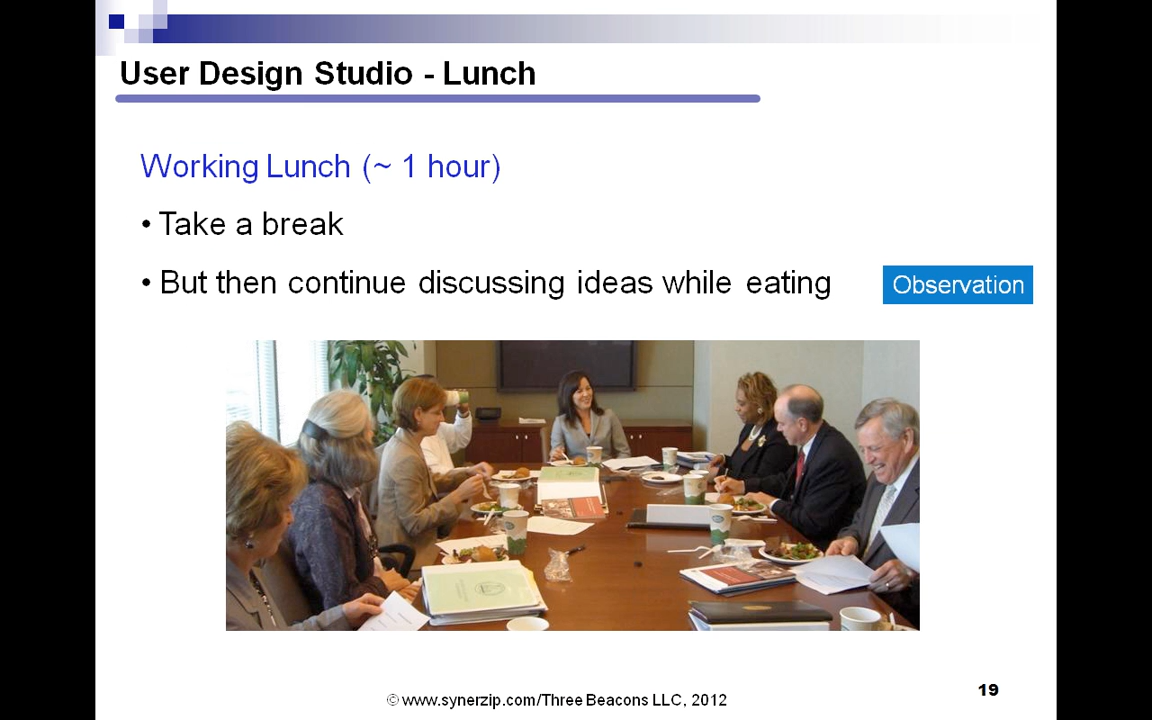 User Design Studio - Lunch
Working Lunch (~ 1 hour)
• Take a break
• But then continue discussing ideas while eating
Observation
© www.synerzip.com/Three Beacons LLC, 2012
19